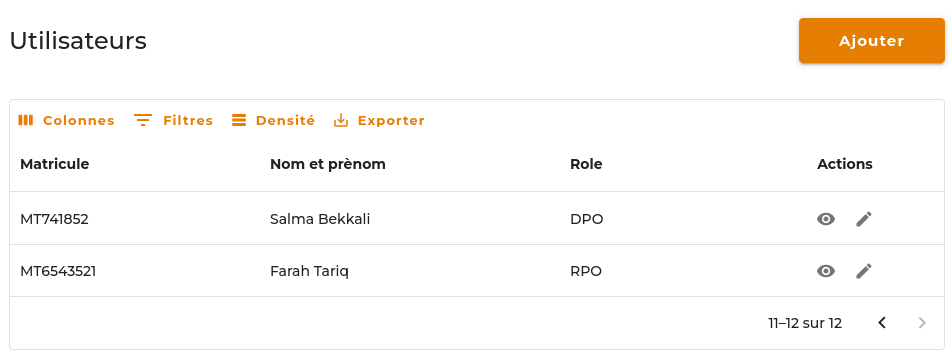 Utilisateurs
Ajouter
Colonnes Filtres Densité Exporter
Matricule Nom et prènom Role Actions
MT741852 Salma Bekkali DPO
MT6543521 Farah Tariq RPO
11–12 sur 12